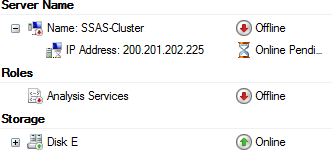 Server Name
Name: SSAS-Cluster Offline
IP Address: 200.201.202.225 Online Pendi...
Roles
Analysis Services Offline
Storage
Disk E Online